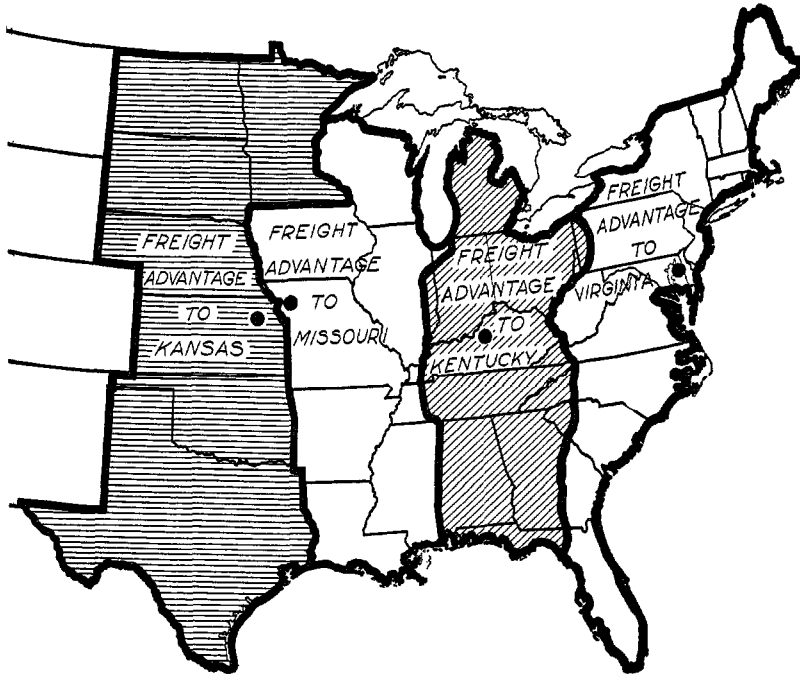 FREIGHT
ADVANTAGE
TO
KANSAS
FREIGHT
ADVANTAGE
TO
MISSOURI
FREIGHT
ADVANTAGE
TO
KENTUCKY
FREIGHT
ADVANTAGE
TO
VIRGINIA